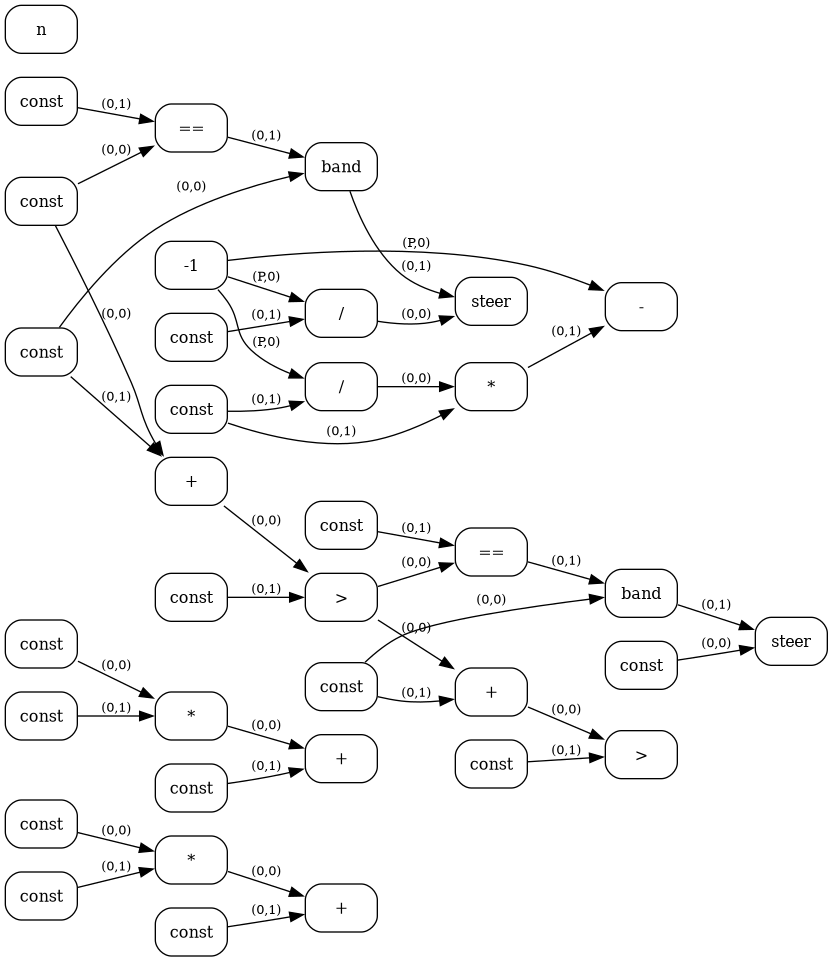 n
const
(0,1)
==
(0,1)
(0,0)
band
const
(0,0)
-1
(P,0)
(0,1)
(P,0)
steer
-
(0,0)
(0,1)
/
(0,0)
const
(0,1)
const
(P,0)
/
(0,0)
*
(0,1)
(0,1)
const
(0,1)
(0,1)
+
(0,0)
const
(0,1)
==
(0,1)
(0,0)
const
(0,1)
>
(0,0)
band
(0,1)
(0,0)
steer
const
(0,0)
const
(0,0)
const
(0,1)
+
(0,0)
const
(0,1)
*
(0,0)
+
const
(0,1)
>
const
(0,1)
const
(0,0)
*
(0,0)
const
(0,1)
+
const
(0,1)